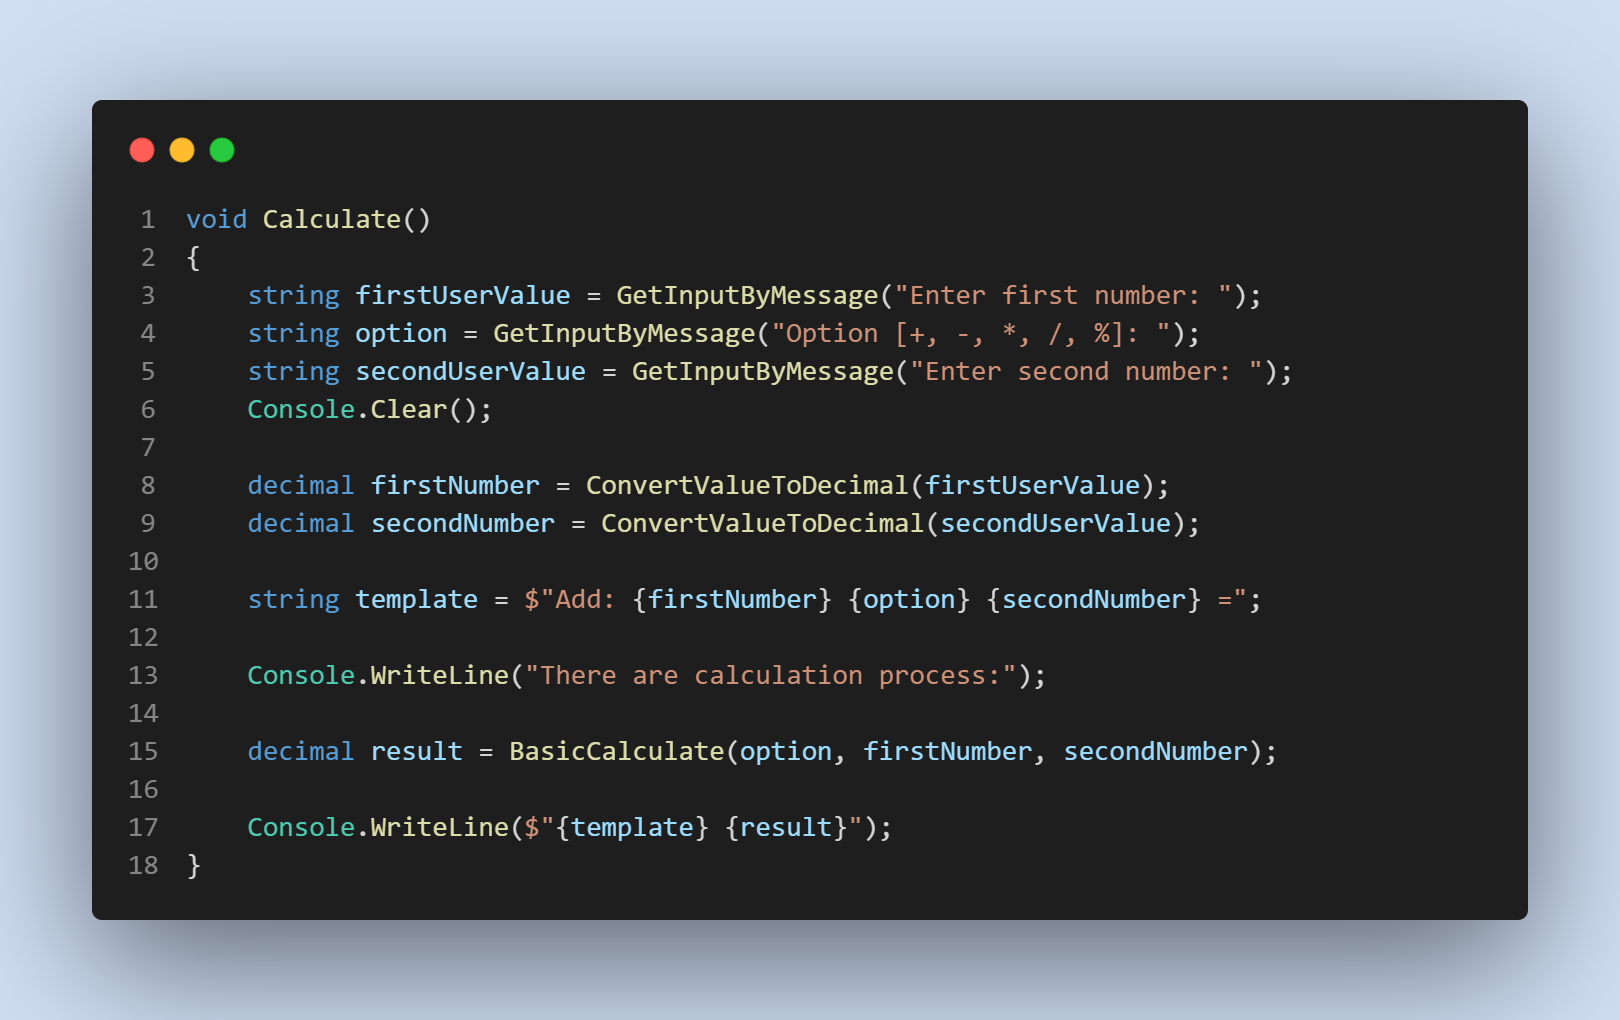 1 void Calculate()
2 {
3     string firstUserValue = GetInputByMessage("Enter first number: ");
4     string option = GetInputByMessage("Option [+, -, *, /, %]: ");
5     string secondUserValue = GetInputByMessage("Enter second number: ");
6     Console.Clear();
7
8     decimal firstNumber = ConvertValueToDecimal(firstUserValue);
9     decimal secondNumber = ConvertValueToDecimal(secondUserValue);
10
11     string template = $"Add: {firstNumber} {option} {secondNumber} =";
12
13     Console.WriteLine("There are calculation process:");
14
15     decimal result = BasicCalculate(option, firstNumber, secondNumber);
16
17     Console.WriteLine($"{template} {result}");
18 }